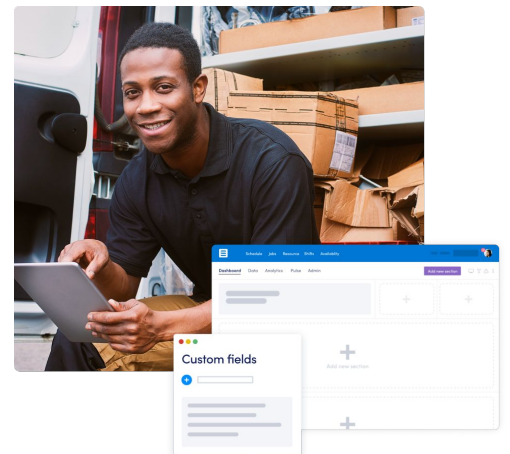 Schedule Jobs Resource Shifts Availability
Dashboard Data Analytics Pulse Admin
Add new section
Add new section
Custom fields